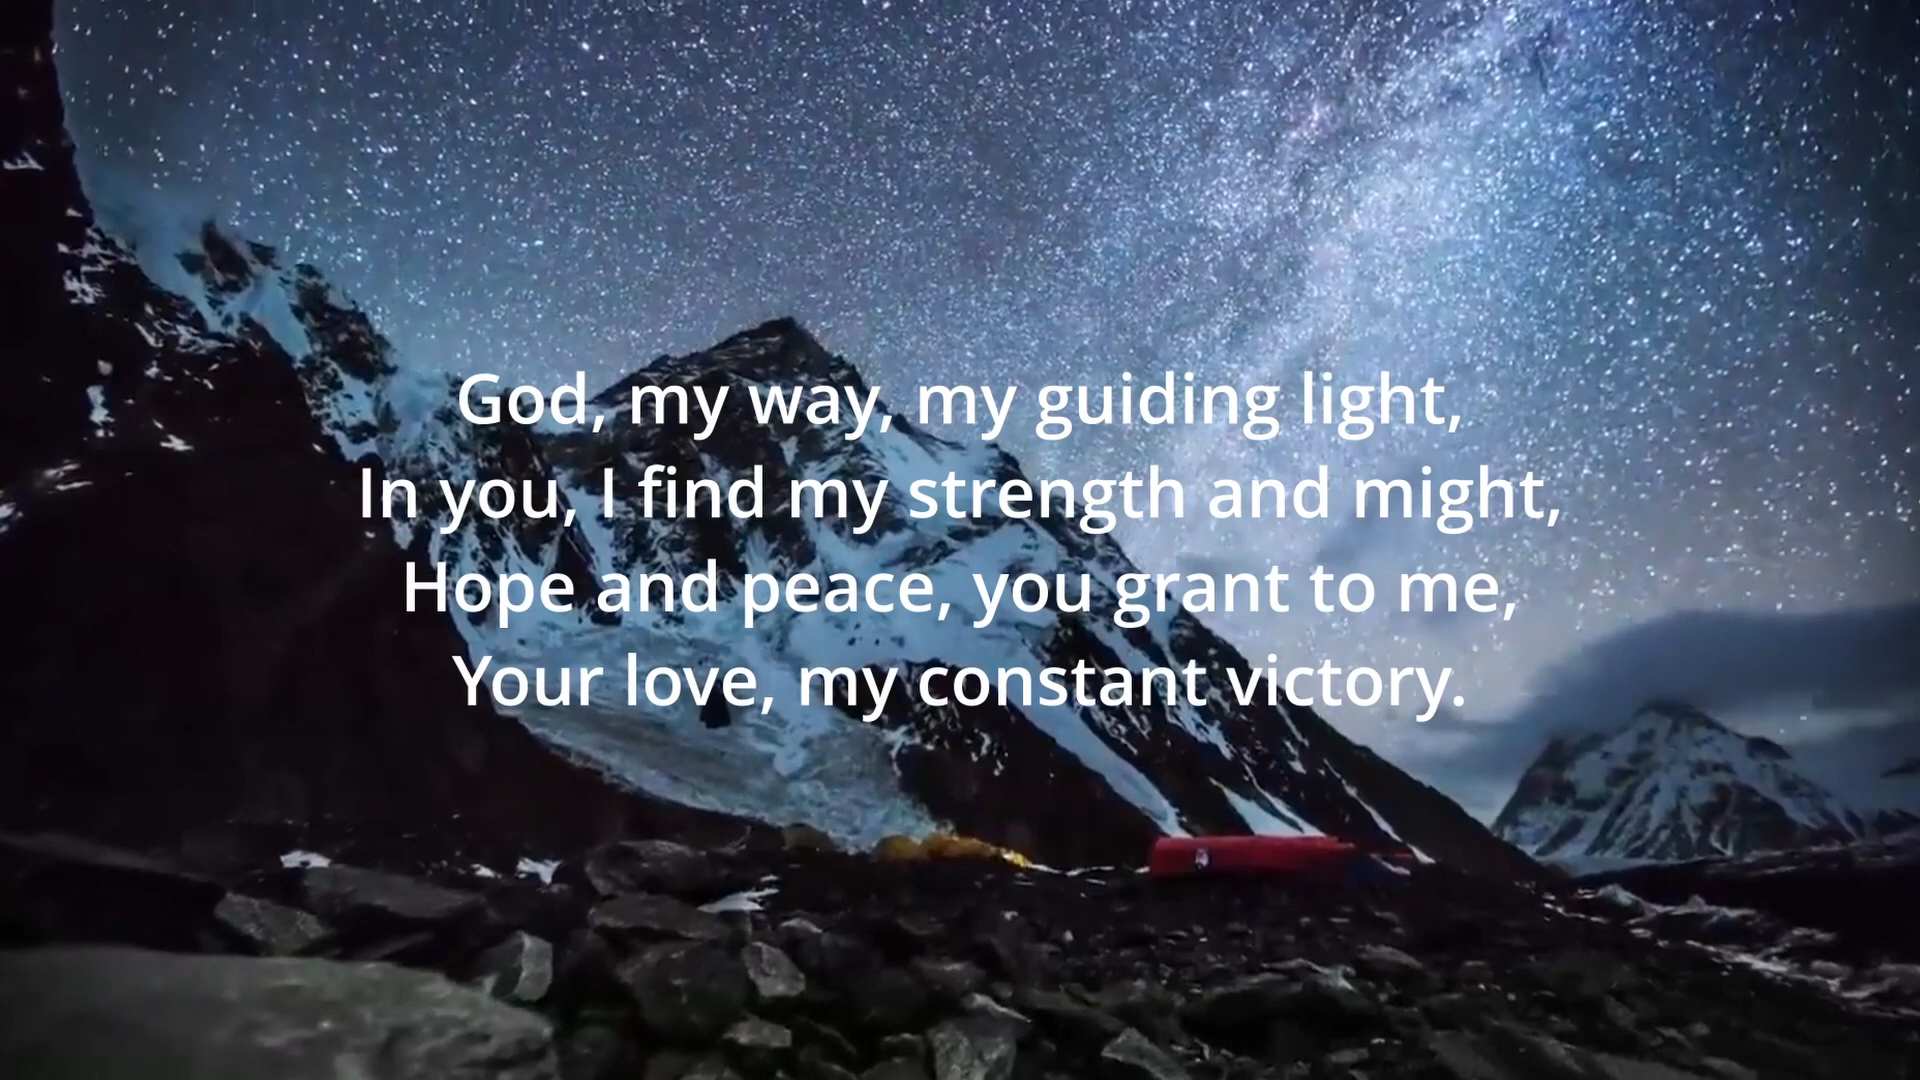 God, my way, my guiding light,
In you, I find my strength and might,
Hope and peace, you grant to me,
Your love, my constant victory.